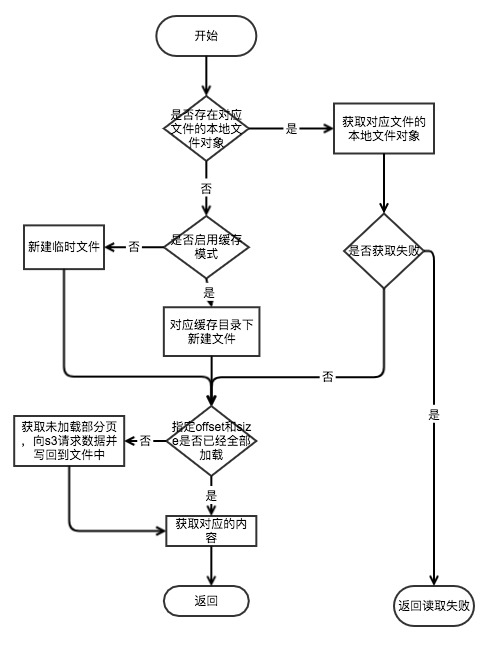 开始
是否存在对应
文件的本地文
件对象
是
获取对应文件的
本地文件对象
否
新建临时文件
否
是否启用缓存
模式
是否获取失败
是
对应缓存目录下
新建文件
否
是
获取未加载部分页
，向s3请求数据并
写回到文件中
否
指定offset和siz
e是否已经全部
加载
是
获取对应的内
容
返回
返回读取失败